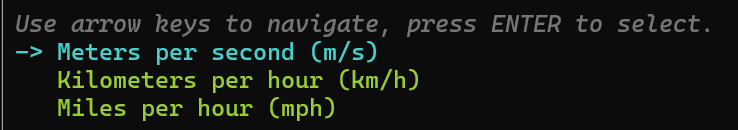 Use arrow keys to navigate, press ENTER to select.
-> Meters per second (m/s)
Kilometers per hour (km/h)
Miles per hour (mph)